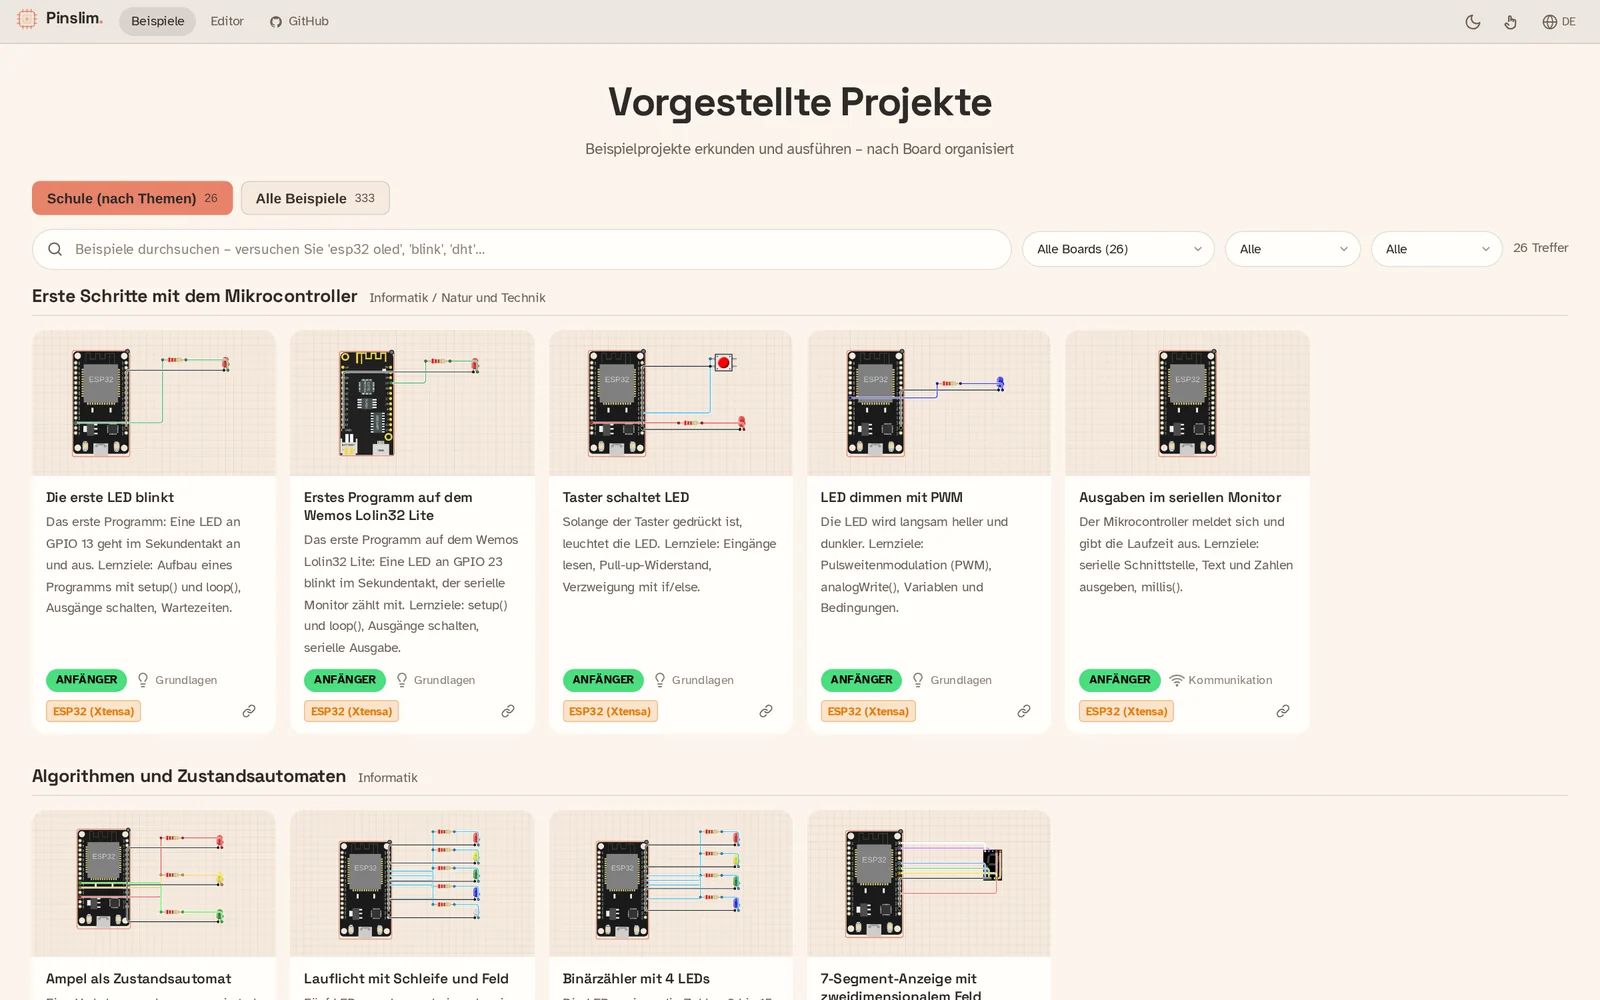 Pinslim.
Beispiele
Editor
GitHub
DE
Vorgestellte Projekte
Beispielprojekte erkunden und ausführen – nach Board organisiert
Schule (nach Themen) 26
Alle Beispiele 333
Beispiele durchsuchen – versuchen Sie 'esp32 oled', 'blink', 'dht'...
Alle Boards (26)
Alle
Alle
26 Treffer
Erste Schritte mit dem Mikrocontroller Informatik / Natur und Technik
ESP32
Die erste LED blinkt
Das erste Programm: Eine LED an
GPIO 13 geht im Sekundentakt an
und aus. Lernziele: Aufbau eines
Programms mit setup() und loop(),
Ausgänge schalten, Wartezeiten.
ANFÄNGER
Grundlagen
ESP32 (Xtensa)
Erstes Programm auf dem
Wemos Lolin32 Lite
Das erste Programm auf dem Wemos
Lolin32 Lite: Eine LED an GPIO 23
blinkt im Sekundentakt, der serielle
Monitor zählt mit. Lernziele: setup()
und loop(), Ausgänge schalten,
serielle Ausgabe.
ANFÄNGER
Grundlagen
ESP32 (Xtensa)
ESP32
Taster schaltet LED
Solange der Taster gedrückt ist,
leuchtet die LED. Lernziele: Eingänge
lesen, Pull-up-Widerstand,
Verzweigung mit if/else.
ANFÄNGER
Grundlagen
ESP32 (Xtensa)
ESP32
LED dimmen mit PWM
Die LED wird langsam heller und
dunkler. Lernziele:
Pulsweitenmodulation (PWM),
analogWrite(), Variablen und
Bedingungen.
ANFÄNGER
Grundlagen
ESP32 (Xtensa)
ESP32
Ausgaben im seriellen Monitor
Der Mikrocontroller meldet sich und
gibt die Laufzeit aus. Lernziele:
serielle Schnittstelle, Text und Zahlen
ausgeben, millis().
ANFÄNGER
Kommunikation
ESP32 (Xtensa)
Algorithmen und Zustandsautomaten Informatik
ESP32
Ampel als Zustandsautomat
ESP32
Lauflicht mit Schleife und Feld
ESP32
Binärzähler mit 4 LEDs
ESP32
7-Segment-Anzeige mit
zweidimensionalem Feld